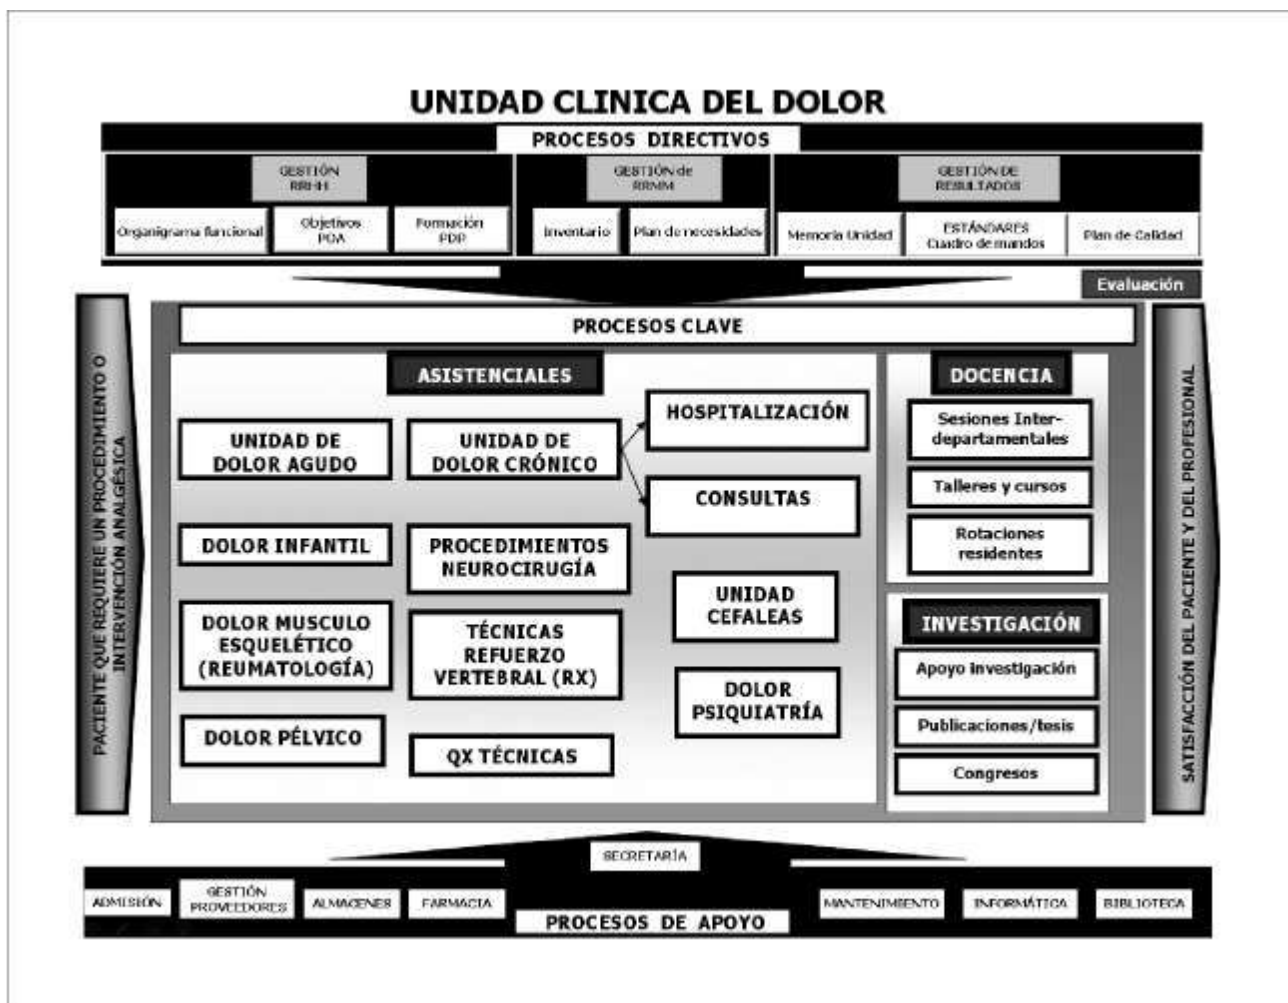 UNIDAD CLINICA DEL DOLOR
PROCESOS DIRECTIVOS
GESTIÓN
RRHH
GESTIÓN de
RRMM
GESTIÓN DE
RESULTADOS
Organigrama funcional
Objetivos
POA
Formación
PDP
Inventario
Plan de necesidades
Memoria Unidad
ESTÁNDARES
Cuadro de mandos
Plan de Calidad
Evaluación
PACIENTE QUE REQUIERE UN PROCEDIMIENTO O
INTERVENCIÓN ANALGÉSICA
PROCESOS CLAVE
ASISTENCIALES
UNIDAD DE
DOLOR AGUDO
UNIDAD DE
DOLOR CRÓNICO
HOSPITALIZACIÓN
CONSULTAS
DOLOR INFANTIL
PROCEDIMIENTOS
NEUROCIRUGÍA
UNIDAD
CEFALEAS
DOLOR MUSCULO
ESQUELÉTICO
(REUMATOLOGÍA)
TÉCNICAS
REFUERZO
VERTEBRAL (RX)
DOLOR
PSIQUIATRÍA
DOLOR PÉLVICO
QX TÉCNICAS
DOCENCIA
Sesiones Inter-
departamentales
Talleres y cursos
Rotaciones
residentes
INVESTIGACIÓN
Apoyo investigación
Publicaciones/tesis
Congresos
SATISFACCIÓN DEL PACIENTE Y DEL PROFESIONAL
SECRETARÍA
ADMISIÓN
GESTIÓN
PROVEEDORES
ALMACENES
FARMACIA
MANTENIMIENTO
INFORMÁTICA
BIBLIOTECA
PROCESOS DE APOYO